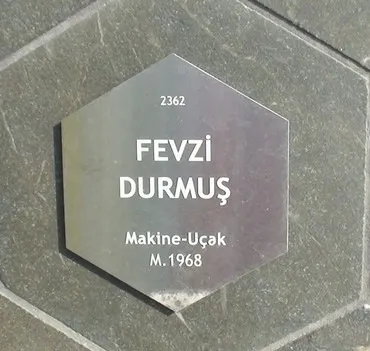 2362
FEVZİ
DURMUŞ
Makine-Uçak
M.1968